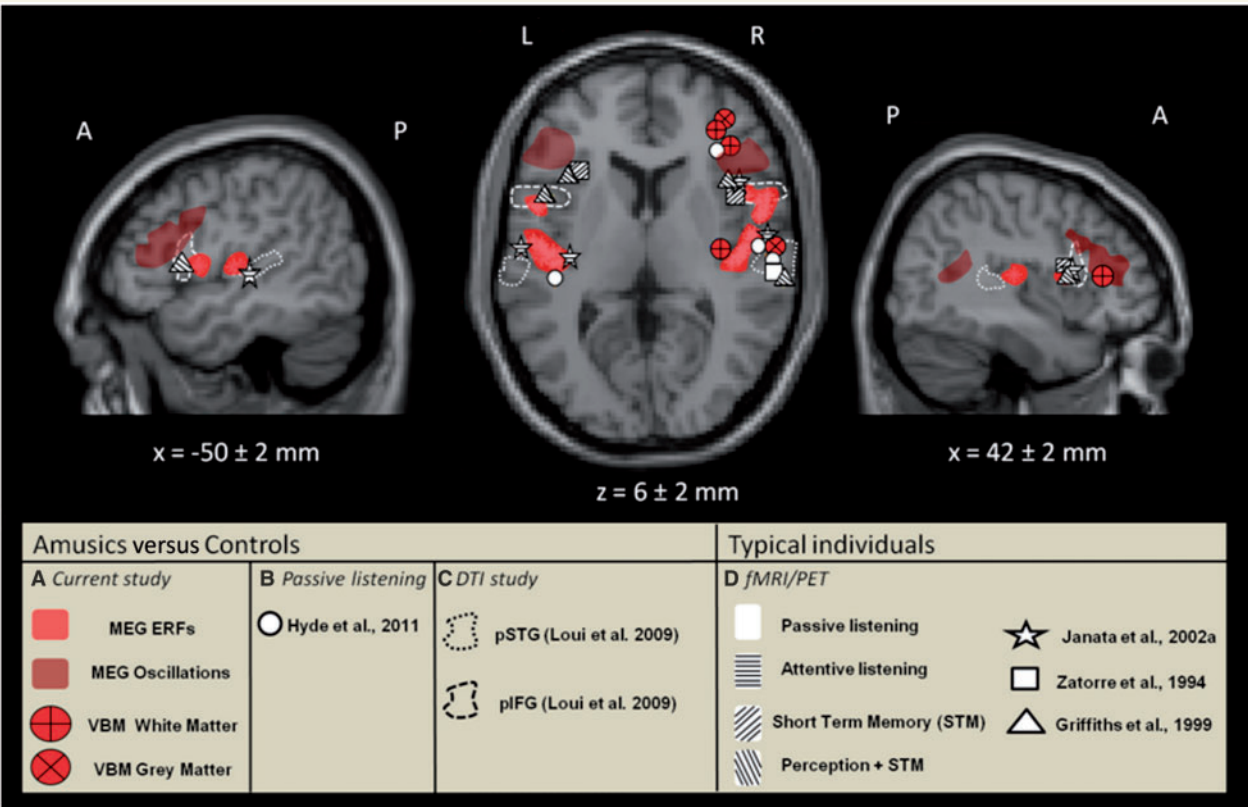 L R
A P
P A
x = -50 ± 2 mm
z = 6 ± 2 mm
x = 42 ± 2 mm
Amusics versus Controls
Typical individuals
A Current study
MEG ERFs
MEG Oscillations
VBM White Matter
VBM Grey Matter
B Passive listening
Hyde et al., 2011
C DTI study
pSTG (Loui et al. 2009)
pIFG (Loui et al. 2009)
D fMRI/PET
Passive listening
Attentive listening
Short Term Memory (STM)
Perception + STM
Janata et al., 2002a
Zatorre et al., 1994
Griffiths et al., 1999